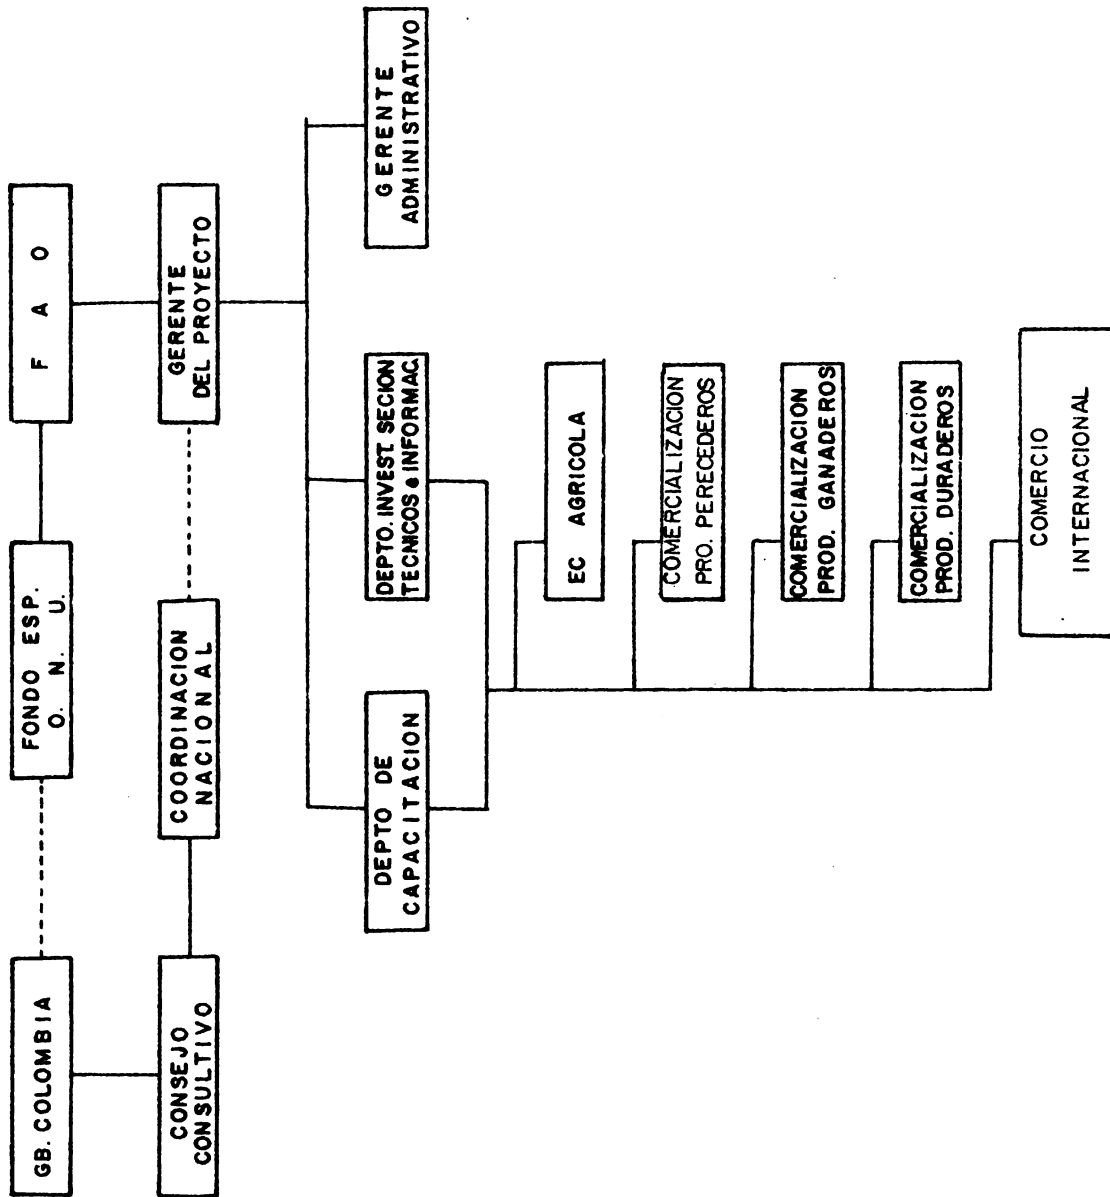 GB. COLOMBIA
FONDO ESP.
O. N. U.
F A O
CONSEJO
CONSULTIVO
COORDINACION
NACIONAL
GERENTE
DEL PROYECTO
DEPTO DE
CAPACITACION
DEPTO. INVEST. SECION
TECNICOS e INFORMAC.
GERENTE
ADMINISTRATIVO
EC AGRICOLA
COMERCIALIZACION
PRO. PERECEDEROS
COMERCIALIZACION
PROD. GANADEROS
COMERCIALIZACION
PROD. DURADEROS
COMERCIO
INTERNACIONAL